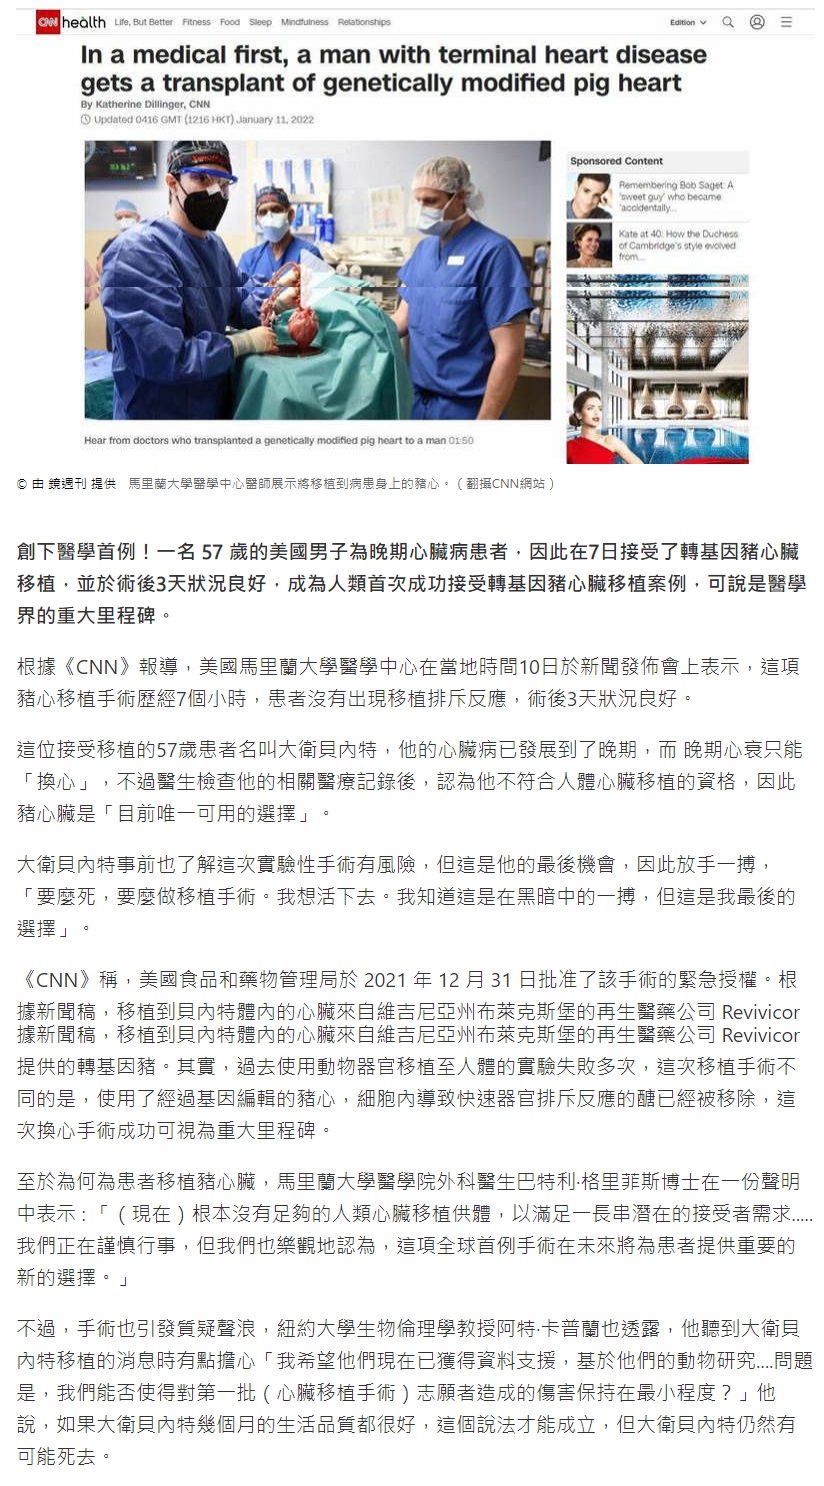 CNN health Life, But Better Fitness Food Sleep Mindfulness Relationships Edition
In a medical first, a man with terminal heart disease
gets a transplant of genetically modified pig heart
By Katherine Dillinger, CNN
Updated 0416 GMT (1216 HKT) January 11, 2022
Sponsored Content
Remembering Bob Saget: A
'sweet guy' who became
'accidentally...
Kate at 40: How the Duchess
of Cambridge's style evolved
from...
Hear from doctors who transplanted a genetically modified pig heart to a man 01:50
© 由 鏡週刊 提供 馬里蘭大學醫學中心醫師展示將移植到病患身上的豬心。（翻攝CNN網站）
創下醫學首例！一名 57 歲的美國男子為晚期心臟病患者，因此在7日接受了轉基因豬心臟
移植，並於術後3天狀況良好，成為人類首次成功接受轉基因豬心臟移植案例，可說是醫學
界的重大里程碑。
根據《CNN》報導，美國馬里蘭大學醫學中心在當地時間10日於新聞發佈會上表示，這項
豬心移植手術歷經7個小時，患者沒有出現移植排斥反應，術後3天狀況良好。
這位接受移植的57歲患者名叫大衛貝內特，他的心臟病已發展到了晚期，而 晚期心衰只能
「換心」，不過醫生檢查他的相關醫療記錄後，認為他不符合人體心臟移植的資格，因此
豬心臟是「目前唯一可用的選擇」。
大衛貝內特事前也了解這次實驗性手術有風險，但這是他的最後機會，因此放手一搏，
「要麼死，要麼做移植手術。我想活下去。我知道這是在黑暗中的一搏，但這是我最後的
選擇」。
《CNN》稱，美國食品和藥物管理局於 2021 年 12 月 31 日批准了該手術的緊急授權。根
據新聞稿，移植到貝內特體內的心臟來自維吉尼亞州布萊克斯堡的再生醫藥公司 Revivicor
據新聞稿，移植到貝內特體內的心臟來自維吉尼亞州布萊克斯堡的再生醫藥公司 Revivicor
提供的轉基因豬。其實，過去使用動物器官移植至人體的實驗失敗多次，這次移植手術不
同的是，使用了經過基因編輯的豬心，細胞內導致快速器官排斥反應的醣已經被移除，這
次換心手術成功可視為重大里程碑。
至於為何為患者移植豬心臟，馬里蘭大學醫學院外科醫生巴特利·格里菲斯博士在一份聲明
中表示：「（現在）根本沒有足夠的人類心臟移植供體，以滿足一長串潛在的接受者需求.....
我們正在謹慎行事，但我們也樂觀地認為，這項全球首例手術在未來將為患者提供重要的
新的選擇。」
不過，手術也引發質疑聲浪，紐約大學生物倫理學教授阿特·卡普蘭也透露，他聽到大衛貝
內特移植的消息時有點擔心「我希望他們現在已獲得資料支援，基於他們的動物研究....問題
是，我們能否使得對第一批（心臟移植手術）志願者造成的傷害保持在最小程度？」他
說，如果大衛貝內特幾個月的生活品質都很好，這個說法才能成立，但大衛貝內特仍然有
可能死去。